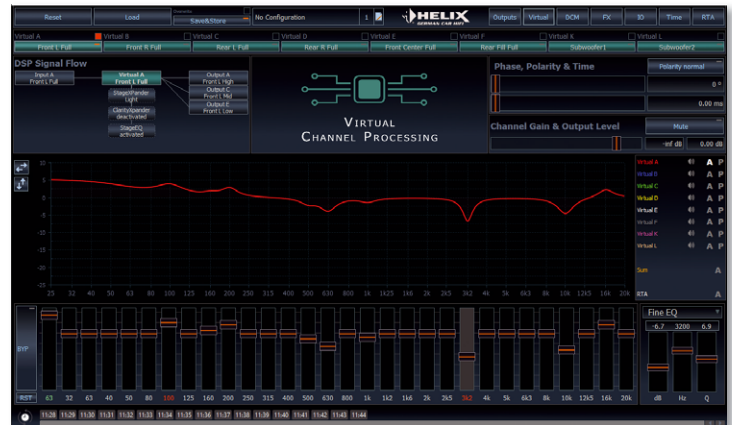 Reset Load Save&Store No Configuration 1 HELIX Outputs Virtual DCM FX IO Time RTA
GERMAN CAR HIFI
Virtual A Virtual B Virtual C Virtual D Virtual E Virtual F Virtual K Virtual L
Front L Full Front R Full Rear L Full Rear R Full Front Center Full Rear Fill Full Subwoofer1 Subwoofer2
DSP Signal Flow
Input A
Front L Full
Virtual A
Front L Full
Output A
Front L High
StageXPander
Light
Output C
Front L Mid
ClarityXpander
deactivated
Output E
Front L Low
StageEQ
activated
VIRTUAL
CHANNEL PROCESSING
Phase, Polarity & Time Polarity normal
0 º
0.00 ms
Channel Gain & Output Level Mute
-inf dB 0.00 dB
10
5
0
-5
-10
-15
-20
-25
25 32 40 50 63 80 100 125 160 200 250 315 400 500 630 800 1k 1k25 1k6 2k 2k5 3k2 4k 5k 6k3 8k 10k 12k5 16k 20k
Virtual A A P
Virtual B A P
Virtual C A P
Virtual D A P
Virtual E A P
Virtual F A P
Virtual K A P
Virtual L A P
Sum A
RTA A
BYP
RST 63 32 63 40 50 80 100 125 160 200 250 315 400 500 630 800 1k 1k2 1k6 2k 2k5 3k2 4k 5k 6k3 8k 10k 12k5 16k 20k
Fine EQ
-6.7 3200 6.9
dB Hz Q
11:28 11:29 11:30 11:31 11:32 11:33 11:34 11:35 11:36 11:37 11:38 11:39 11:40 11:41 11:42 11:43 11:44